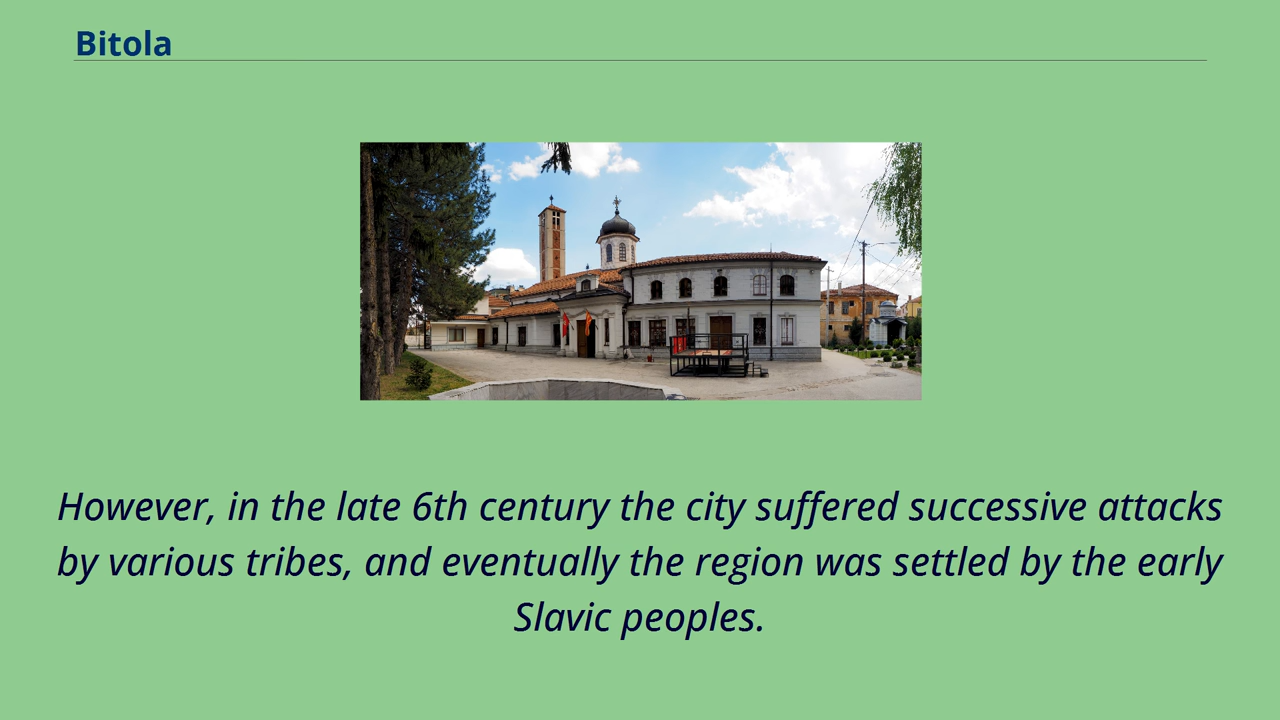 Bitola
However, in the late 6th century the city suffered successive attacks
by various tribes, and eventually the region was settled by the early
Slavic peoples.